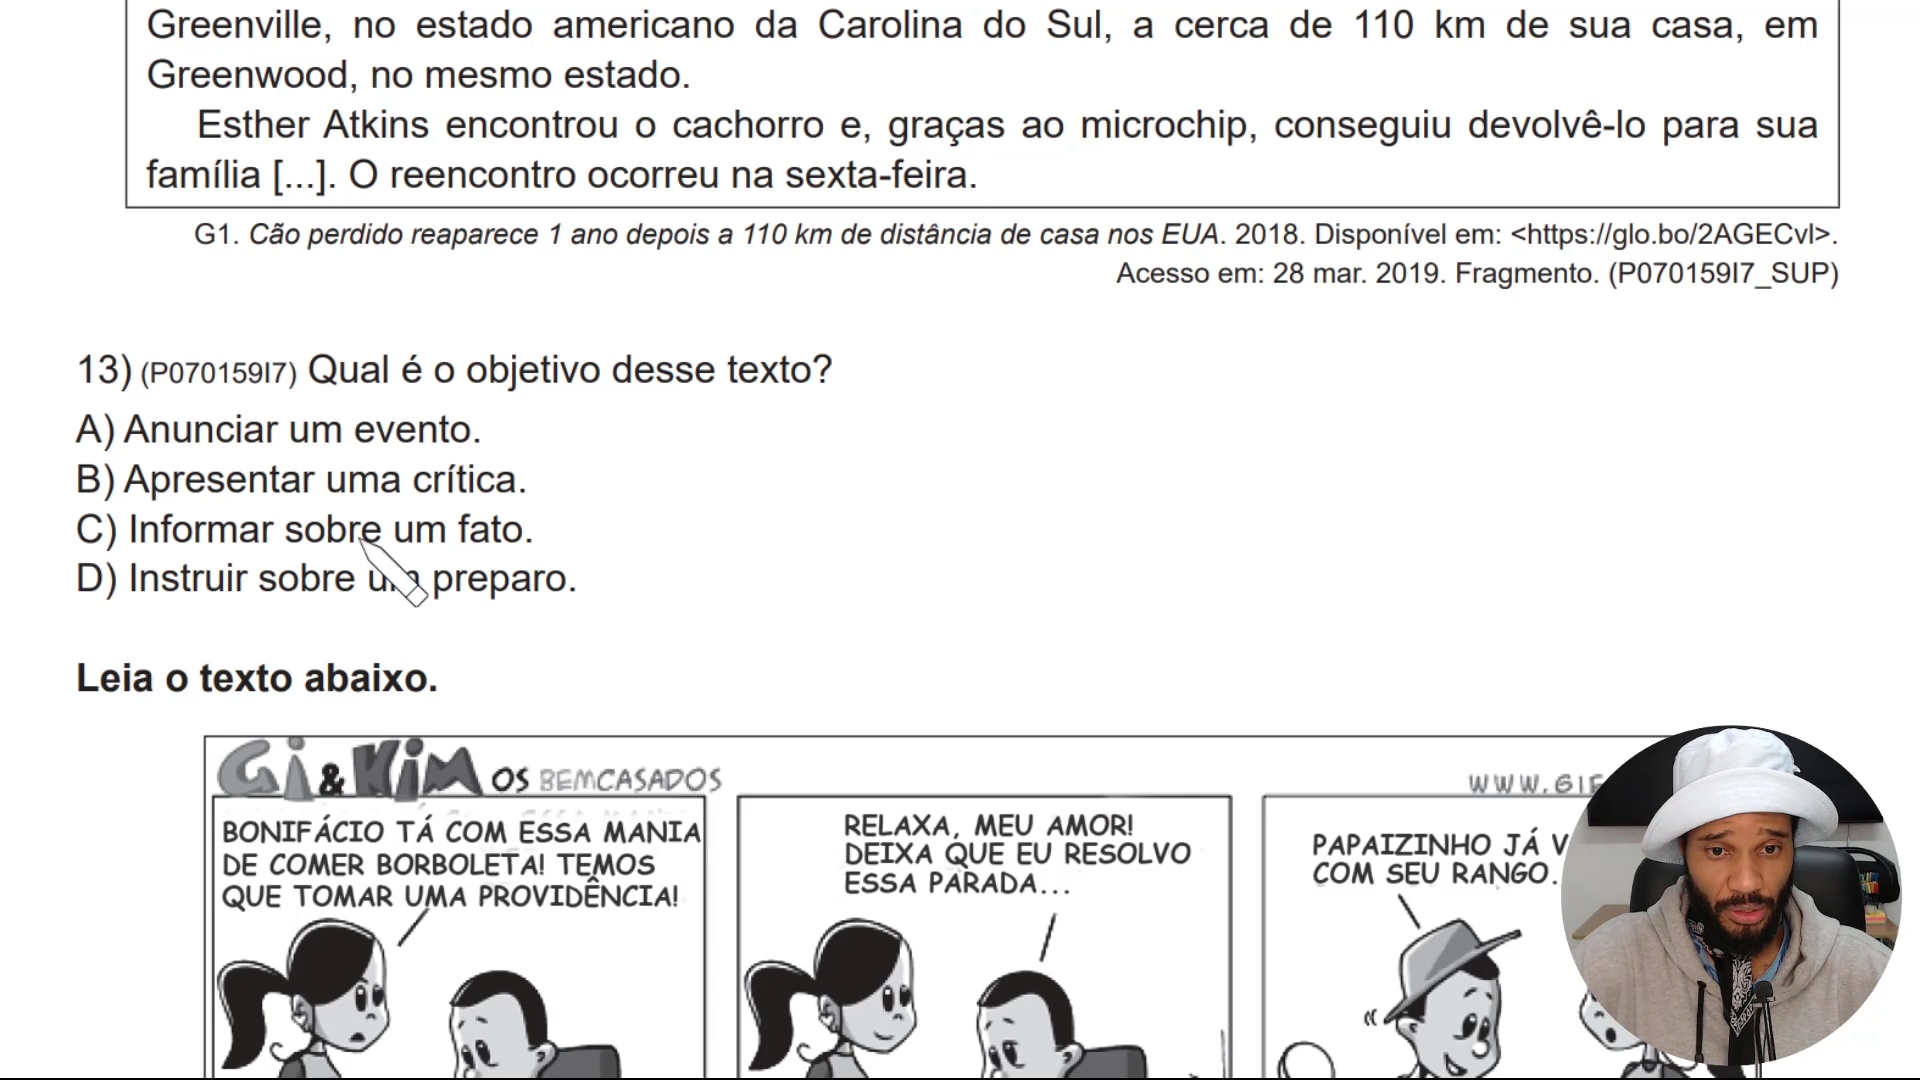 Greenville, no estado americano da Carolina do Sul, a cerca de 110 km de sua casa, em
Greenwood, no mesmo estado.
Esther Atkins encontrou o cachorro e, graças ao microchip, conseguiu devolvê-lo para sua
família [...]. O reencontro ocorreu na sexta-feira.
G1. Cão perdido reaparece 1 ano depois a 110 km de distância de casa nos EUA. 2018. Disponível em: <https://glo.bo/2AGECvl>.
Acesso em: 28 mar. 2019. Fragmento. (P070159I7_SUP)
13) (P070159I7) Qual é o objetivo desse texto?
A) Anunciar um evento.
B) Apresentar uma crítica.
C) Informar sobre um fato.
D) Instruir sobre um preparo.
Leia o texto abaixo.
Gi & Kim OS BEMCASADOS
WWW.GIE
BONIFÁCIO TÁ COM ESSA MANIA
DE COMER BORBOLETA! TEMOS
QUE TOMAR UMA PROVIDÊNCIA!
RELAXA, MEU AMOR!
DEIXA QUE EU RESOLVO
ESSA PARADA...
PAPAIZINHO JÁ V
COM SEU RANGO.